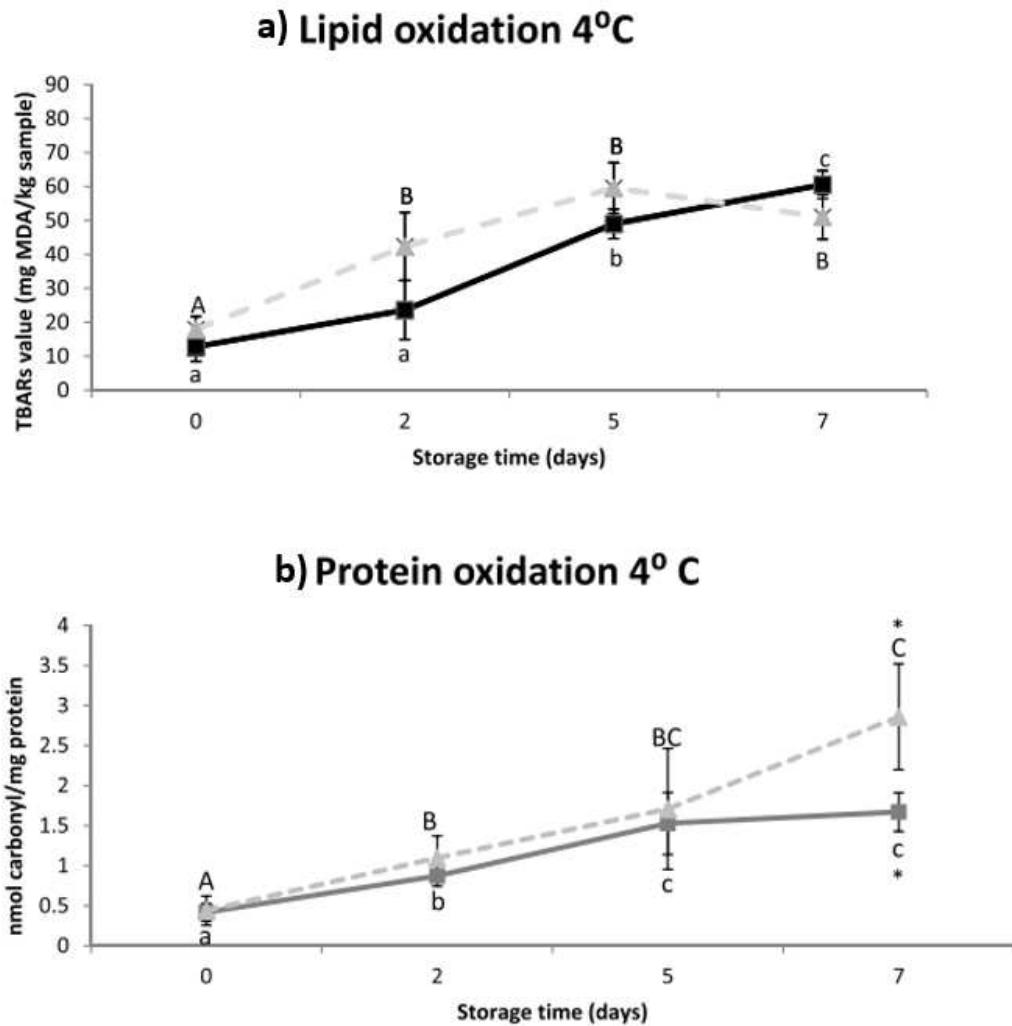 a) Lipid oxidation 4⁰C
TBARs value (mg MDA/kg sample)
90
80
70
60
50
40
30
20
10
0
A
B
B
c
a
a
b
B
0 2 5 7
Storage time (days)
b) Protein oxidation 4⁰ C
nmol carbonyl/mg protein
4
3.5
3
2.5
2
1.5
1
0.5
0
*
C
BC
B
A
a
b
c
c
*
0 2 5 7
Storage time (days)